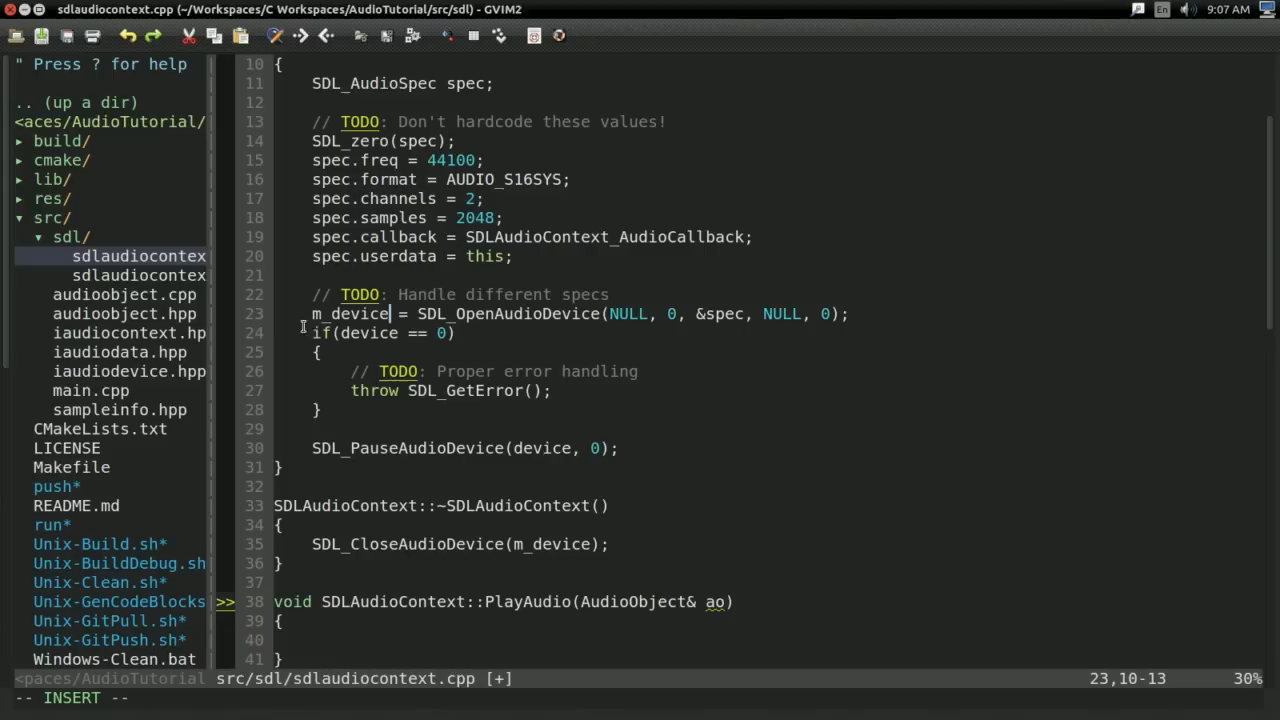 sdlaudiocontext.cpp (~/Workspaces/C Workspaces/AudioTutorial/src/sdl) - GVIM2
En
9:07 AM
" Press ? for help
.. (up a dir)
<aces/AudioTutorial/
▸ build/
▸ cmake/
▸ lib/
▸ res/
▾ src/
▾ sdl/
sdlaudiocontex
sdlaudiocontex
audioobject.cpp
audioobject.hpp
iaudiocontext.hp
iaudiodata.hpp
iaudiodevice.hpp
main.cpp
sampleinfo.hpp
CMakeLists.txt
LICENSE
Makefile
push*
README.md
run*
Unix-Build.sh*
Unix-BuildDebug.sh
Unix-Clean.sh*
Unix-GenCodeBlocks
Unix-GitPull.sh*
Unix-GitPush.sh*
Windows-Clean.bat
10 {
11 SDL_AudioSpec spec;
12
13 // TODO: Don't hardcode these values!
14 SDL_zero(spec);
15 spec.freq = 44100;
16 spec.format = AUDIO_S16SYS;
17 spec.channels = 2;
18 spec.samples = 2048;
19 spec.callback = SDLAudioContext_AudioCallback;
20 spec.userdata = this;
21
22 // TODO: Handle different specs
23 m_device = SDL_OpenAudioDevice(NULL, 0, &spec, NULL, 0);
24 if(device == 0)
25 {
26 // TODO: Proper error handling
27 throw SDL_GetError();
28 }
29
30 SDL_PauseAudioDevice(device, 0);
31 }
32
33 SDLAudioContext::~SDLAudioContext()
34 {
35 SDL_CloseAudioDevice(m_device);
36 }
37
>> 38 void SDLAudioContext::PlayAudio(AudioObject& ao)
39 {
40
41 }
<paces/AudioTutorial src/sdl/sdlaudiocontext.cpp [+] 23,10-13 30%
-- INSERT --